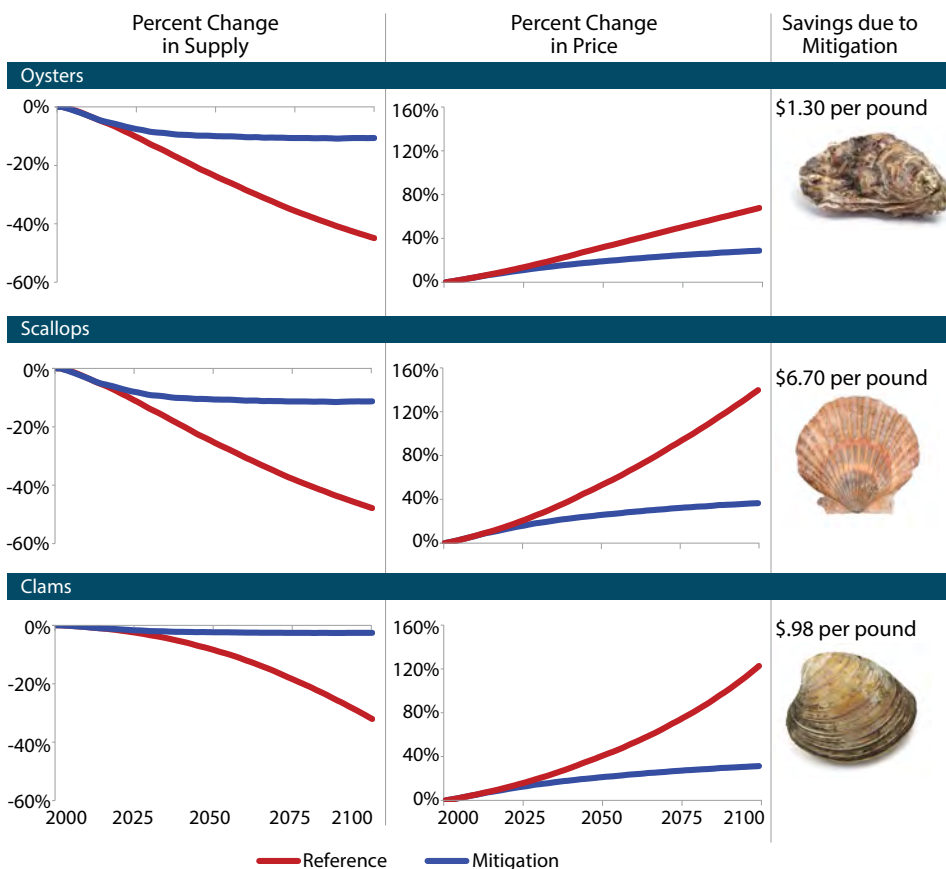 Percent Change
in Supply
Percent Change
in Price
Savings due to
Mitigation
Oysters
0%
-20%
-40%
-60%
160%
120%
80%
40%
0%
$1.30 per pound
Scallops
0%
-20%
-40%
-60%
160%
120%
80%
40%
0%
$6.70 per pound
Clams
0%
-20%
-40%
-60%
2000 2025 2050 2075 2100
160%
120%
80%
40%
0%
2000 2025 2050 2075 2100
$.98 per pound
Reference Mitigation